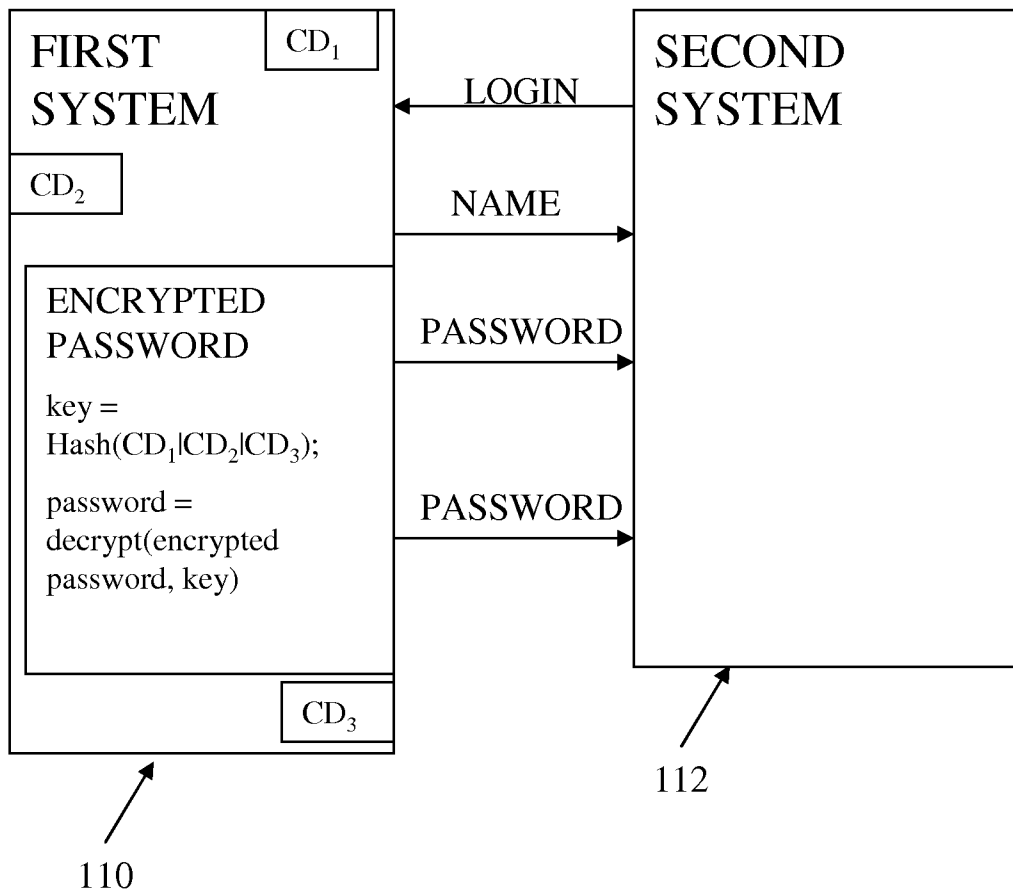 FIRST
SYSTEM
CD₁
CD₂
ENCRYPTED
PASSWORD
key =
Hash(CD₁|CD₂|CD₃);
password =
decrypt(encrypted
password, key)
CD₃
LOGIN
NAME
PASSWORD
PASSWORD
SECOND
SYSTEM
110
112